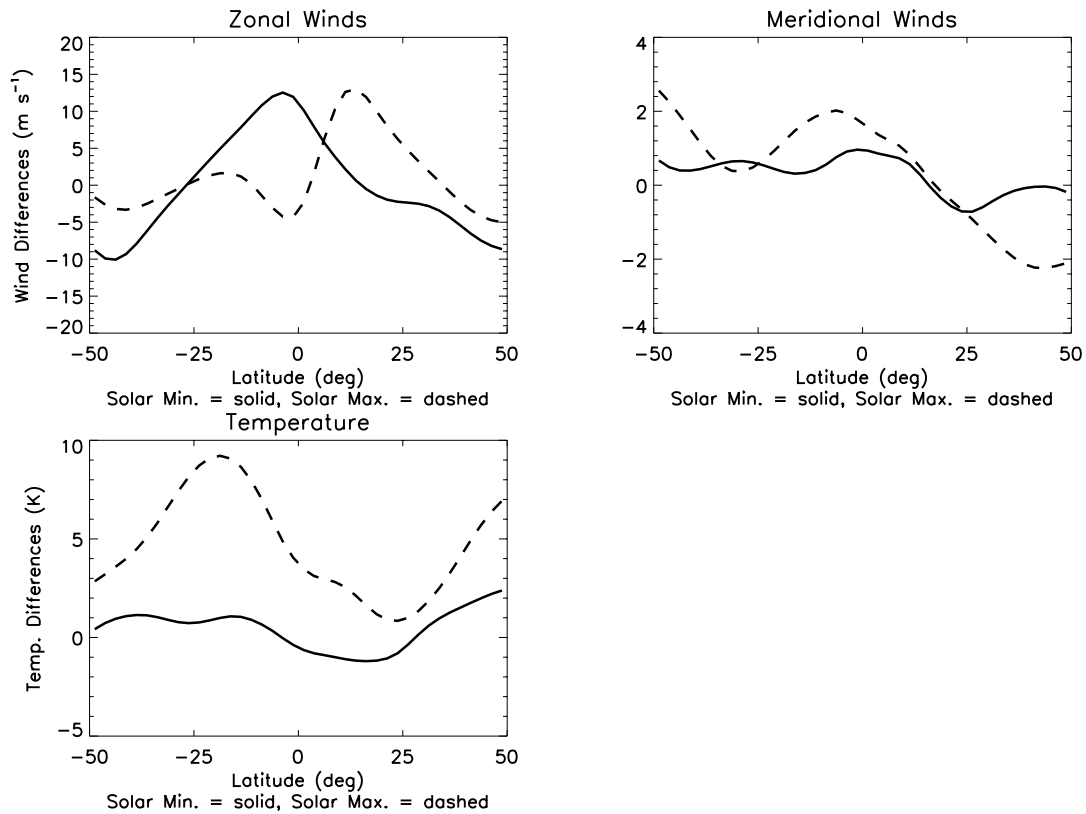 Zonal Winds
Wind Differences (m s⁻¹)
20
15
10
5
0
−5
−10
−15
−20
−50 −25 0 25 50
Latitude (deg)
Solar Min. = solid, Solar Max. = dashed
Meridional Winds
4
2
0
−2
−4
−50 −25 0 25 50
Latitude (deg)
Solar Min. = solid, Solar Max. = dashed
Temperature
Temp. Differences (K)
10
5
0
−5
−50 −25 0 25 50
Latitude (deg)
Solar Min. = solid, Solar Max. = dashed